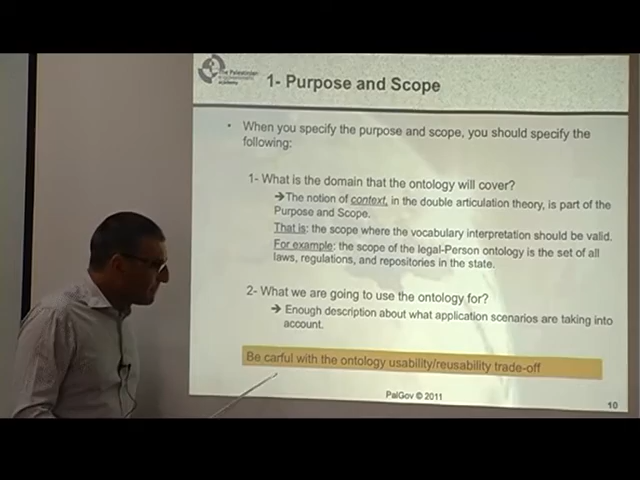 The Palestinian
academy
1- Purpose and Scope
• When you specify the purpose and scope, you should specify the
following:
1- What is the domain that the ontology will cover?
➔The notion of context, in the double articulation theory, is part of the
Purpose and Scope.
That is: the scope where the vocabulary interpretation should be valid.
For example: the scope of the legal-Person ontology is the set of all
laws, regulations, and repositories in the state.
2- What we are going to use the ontology for?
➔ Enough description about what application scenarios are taking into
account.
Be carful with the ontology usability/reusability trade-off
PalGov © 2011
10